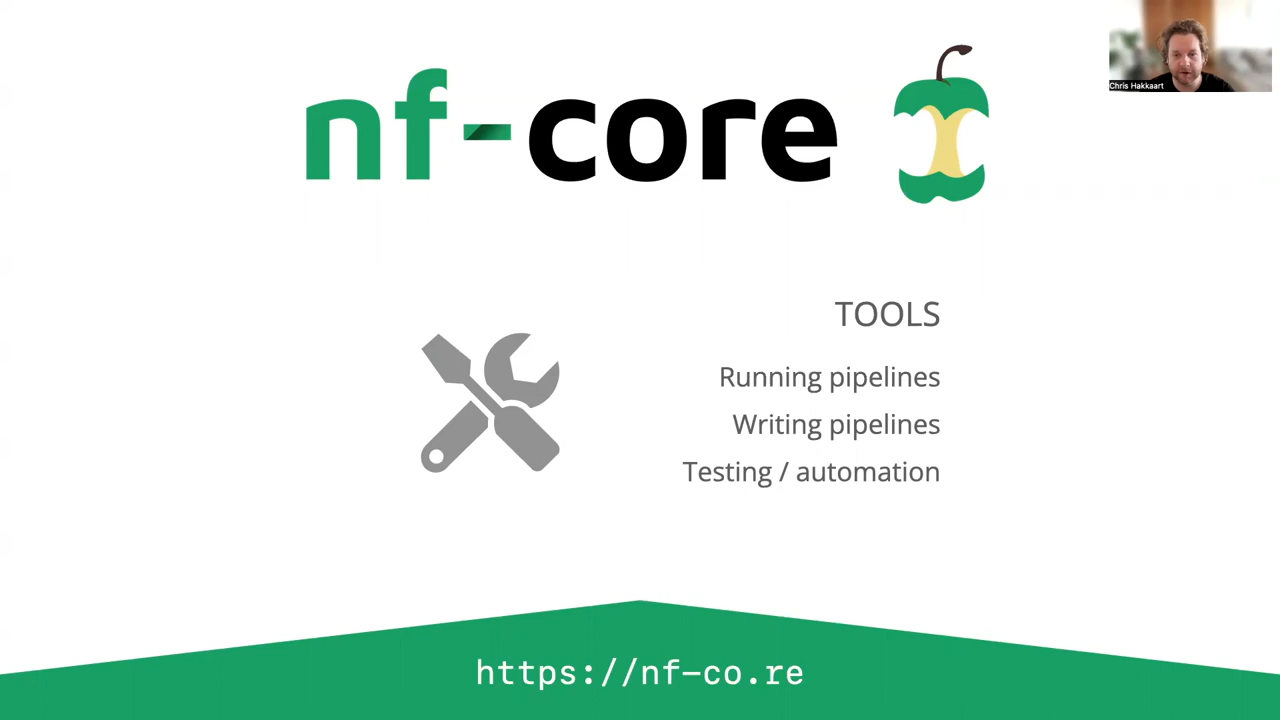 nf-core
Chris Hakkaart
TOOLS
Running pipelines
Writing pipelines
Testing / automation
https://nf-co.re